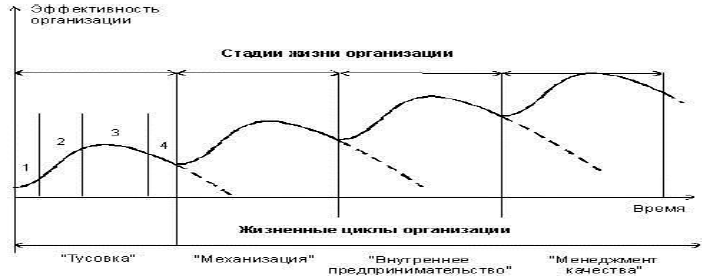 Эффективность
организации
Стадии жизни организации
1
2
3
4
Время
Жизненные циклы организации
"Тусовка"
"Механизация"
"Внутреннее
предпринимательство"
"Менеджмент
качества"